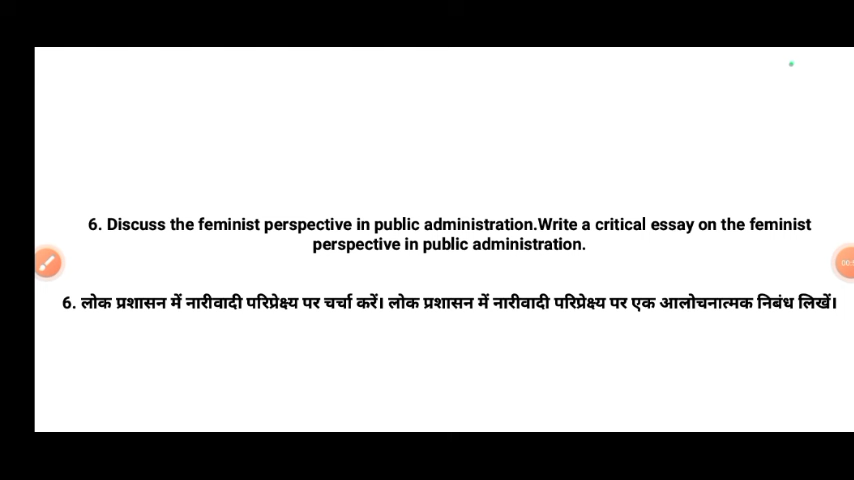 6. Discuss the feminist perspective in public administration.Write a critical essay on the feminist
perspective in public administration.
6. लोक प्रशासन में नारीवादी परिप्रेक्ष्य पर चर्चा करें। लोक प्रशासन में नारीवादी परिप्रेक्ष्य पर एक आलोचनात्मक निबंध लिखें।